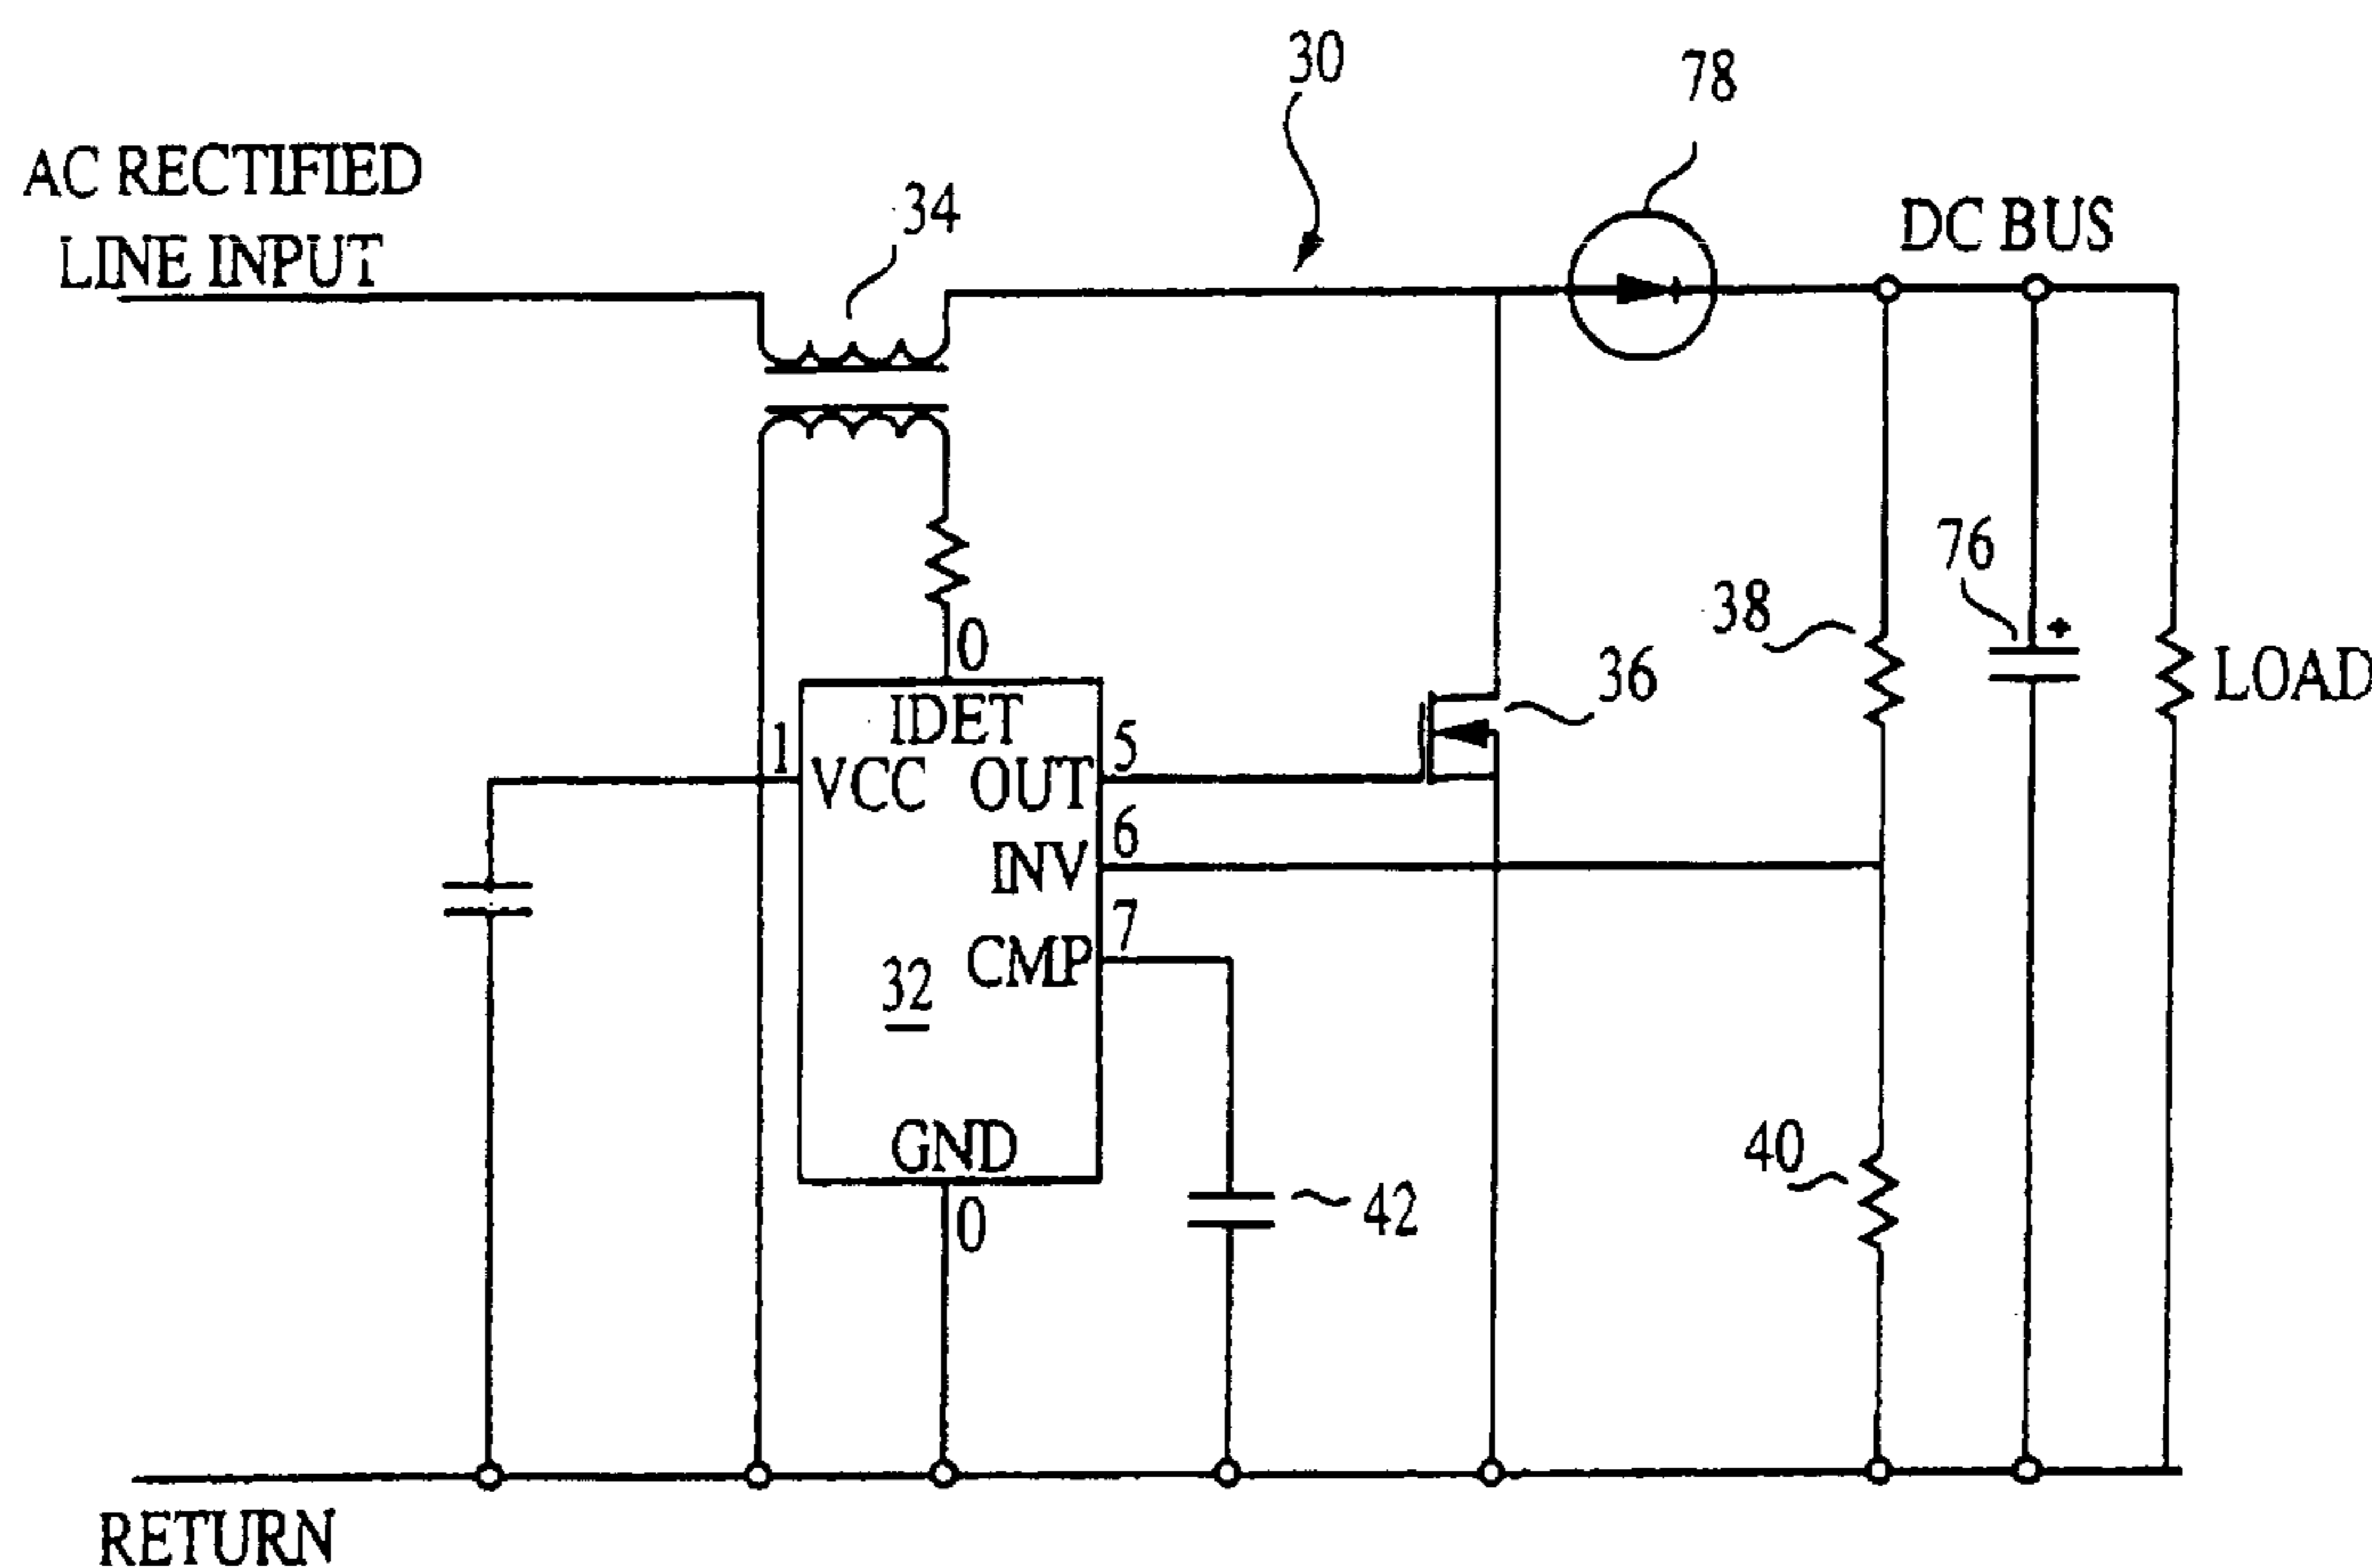 30
78
AC RECTIFIED
LINE INPUT
34
DC BUS
76
38
36
LOAD
0
IDET
1
VCC
OUT
5
6
INV
7
CMP
32
GND
0
42
40
RETURN